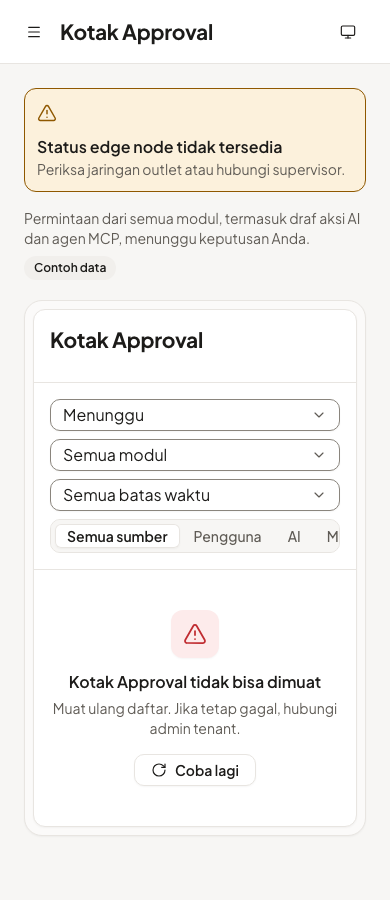 Kotak Approval
Status edge node tidak tersedia
Periksa jaringan outlet atau hubungi supervisor.
Permintaan dari semua modul, termasuk draf aksi AI
dan agen MCP, menunggu keputusan Anda.
Contoh data
Kotak Approval
Menunggu
Semua modul
Semua batas waktu
Semua sumber Pengguna AI M
Kotak Approval tidak bisa dimuat
Muat ulang daftar. Jika tetap gagal, hubungi
admin tenant.
Coba lagi